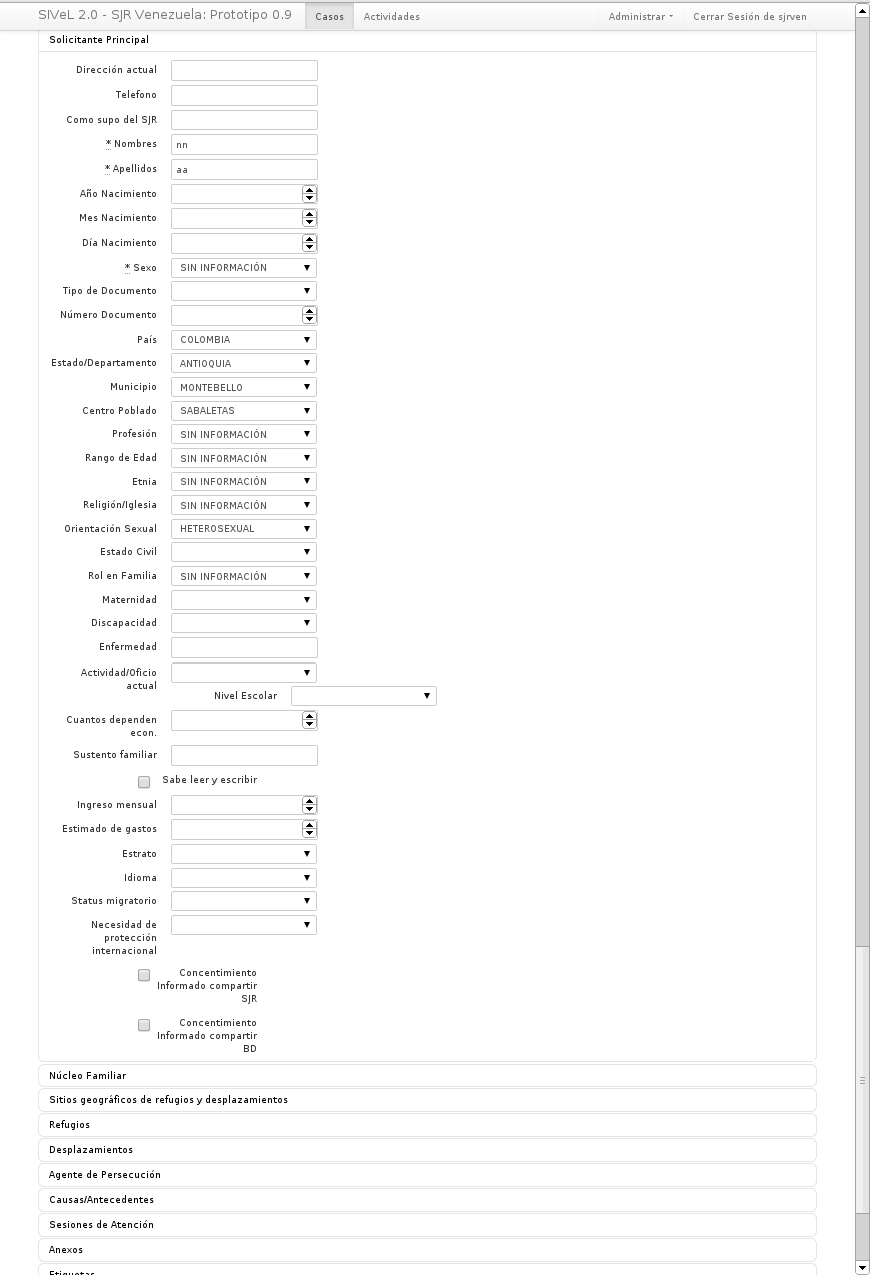 SIVeL 2.0 - SJR Venezuela: Prototipo 0.9 Casos Actividades Administrar Cerrar Sesión de sjrven
Solicitante Principal
Dirección actual
Telefono
Como supo del SJR
* Nombres nn
* Apellidos aa
Año Nacimiento
Mes Nacimiento
Día Nacimiento
* Sexo SIN INFORMACIÓN
Tipo de Documento
Número Documento
País COLOMBIA
Estado/Departamento ANTIOQUIA
Municipio MONTEBELLO
Centro Poblado SABALETAS
Profesión SIN INFORMACIÓN
Rango de Edad SIN INFORMACIÓN
Etnia SIN INFORMACIÓN
Religión/Iglesia SIN INFORMACIÓN
Orientación Sexual HETEROSEXUAL
Estado Civil
Rol en Familia SIN INFORMACIÓN
Maternidad
Discapacidad
Enfermedad
Actividad/Oficio
actual
Nivel Escolar
Cuantos dependen
econ.
Sustento familiar
Sabe leer y escribir
Ingreso mensual
Estimado de gastos
Estrato
Idioma
Status migratorio
Necesidad de
protección
internacional
Concentimiento
Informado compartir
SJR
Concentimiento
Informado compartir
BD
Núcleo Familiar
Sitios geográficos de refugios y desplazamientos
Refugios
Desplazamientos
Agente de Persecución
Causas/Antecedentes
Sesiones de Atención
Anexos
Etiquetas